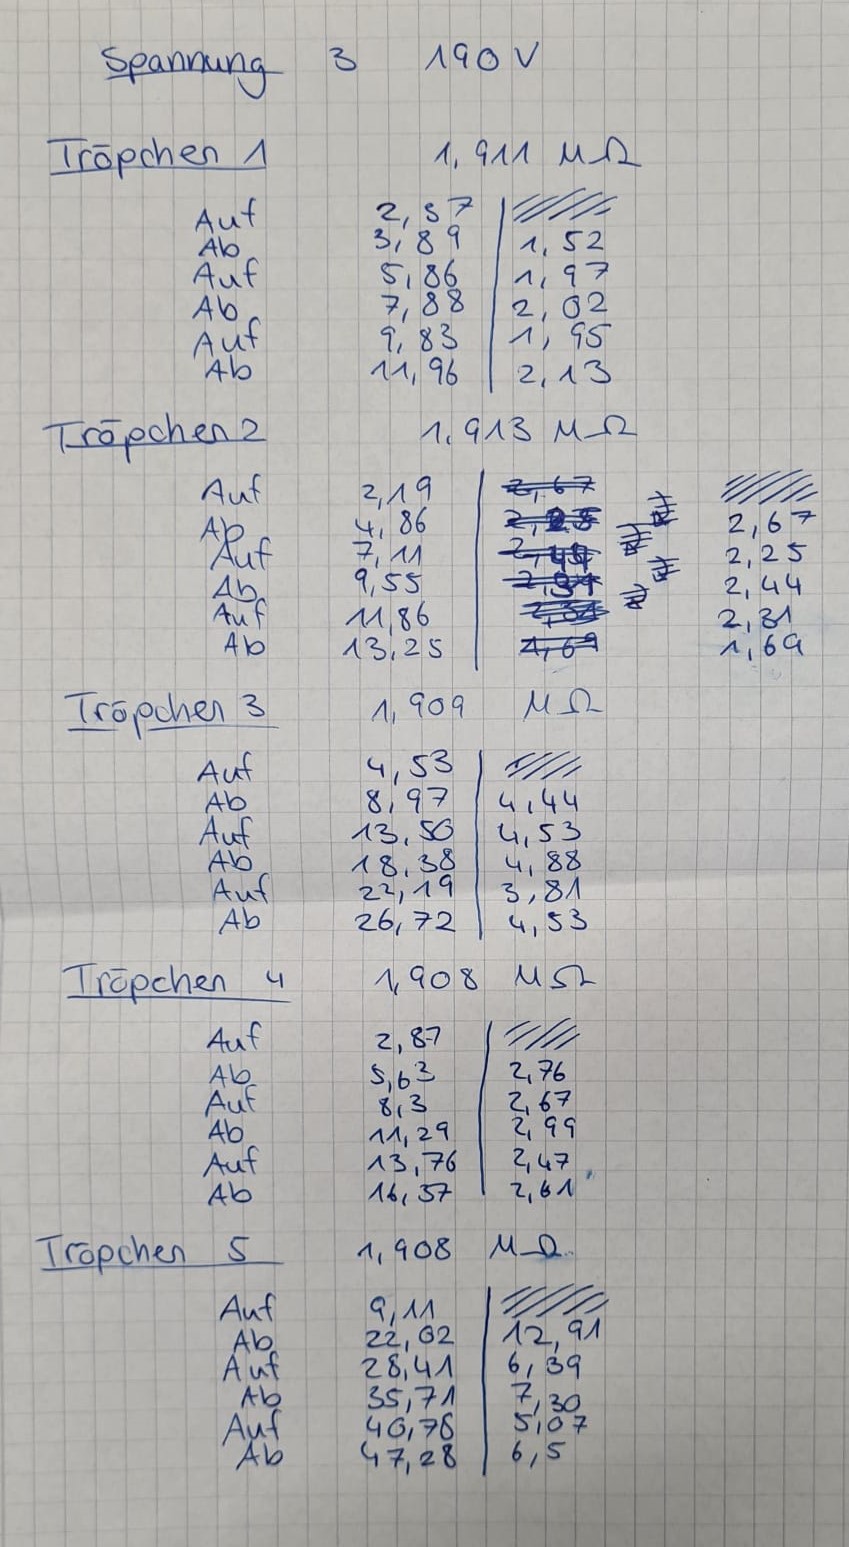 Spannung 3 190 V
Tröpchen 1 1,911 MΩ
Auf 2,37
Ab 3,89 1,52
Auf 5,86 1,97
Ab 7,88 2,02
Auf 9,83 1,95
Ab 11,96 2,13
Tröpchen 2 1,913 MΩ
Auf 2,19 2,67
Ab 4,86 2,25 2,67
Auf 7,11 2,44 2,25
Ab 9,55 2,31 2,44
Auf 11,86 2,31
Ab 13,25 1,69 1,69
Tröpchen 3 1,909 MΩ
Auf 4,53
Ab 8,97 4,44
Auf 13,50 4,53
Ab 18,38 4,88
Auf 22,19 3,81
Ab 26,72 4,53
Tröpchen 4 1,908 MΩ
Auf 2,87
Ab 5,63 2,76
Auf 8,3 2,67
Ab 11,29 2,99
Auf 13,76 2,47
Ab 16,37 2,61
Tröpchen 5 1,908 MΩ
Auf 9,11
Ab 22,02 12,91
Auf 28,41 6,39
Ab 35,71 7,30
Auf 40,78 5,07
Ab 47,28 6,5